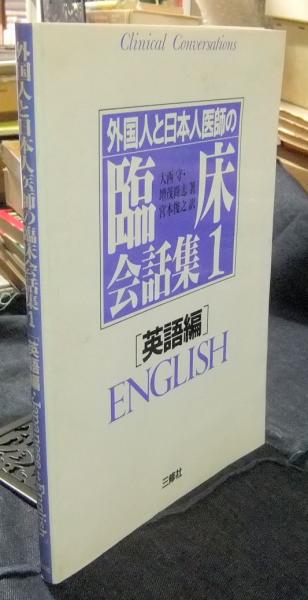 Clinical Conversations
外国人と日本人医師の
臨床
大西守・
増茂尚志 著
宮本俊之 訳
会話集1
[英語編]
ENGLISH
三修社
外国人と日本人医師の臨床会話集1 [英語編] Japanese-English